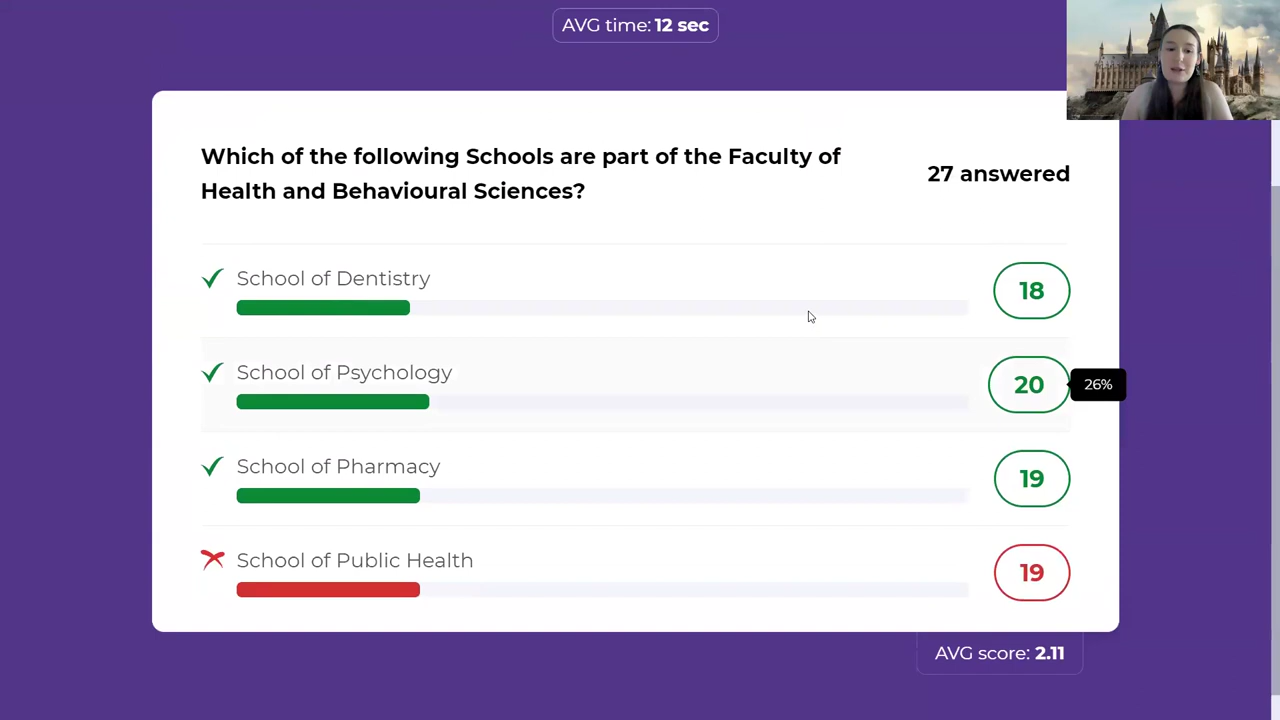 AVG time: 12 sec
Which of the following Schools are part of the Faculty of
Health and Behavioural Sciences?
27 answered
School of Dentistry
18
School of Psychology
20
26%
School of Pharmacy
19
School of Public Health
19
AVG score: 2.11